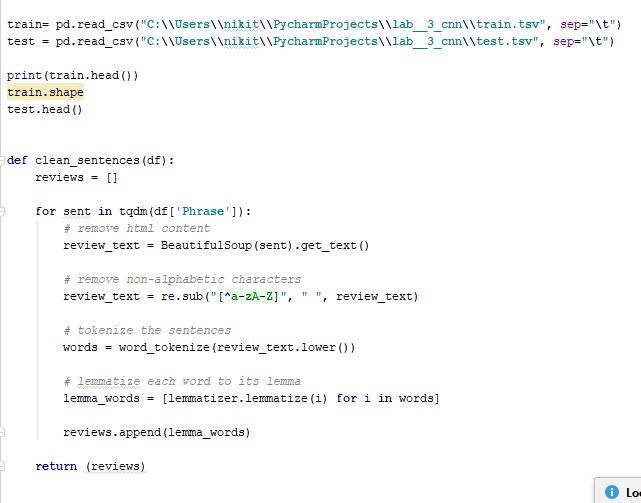 train= pd.read_csv("C:\\Users\\nikit\\PycharmProjects\\lab__3_cnn\\train.tsv", sep="\t")
test = pd.read_csv("C:\\Users\\nikit\\PycharmProjects\\lab__3_cnn\\test.tsv", sep="\t")
print(train.head())
train.shape
test.head()
def clean_sentences(df):
    reviews = []
    for sent in tqdm(df['Phrase']):
        # remove html content
        review_text = BeautifulSoup(sent).get_text()
        # remove non-alphabetic characters
        review_text = re.sub("[^a-zA-Z]", " ", review_text)
        # tokenize the sentences
        words = word_tokenize(review_text.lower())
        # lemmatize each word to its lemma
        lemma_words = [lemmatizer.lemmatize(i) for i in words]
        reviews.append(lemma_words)
    return (reviews)